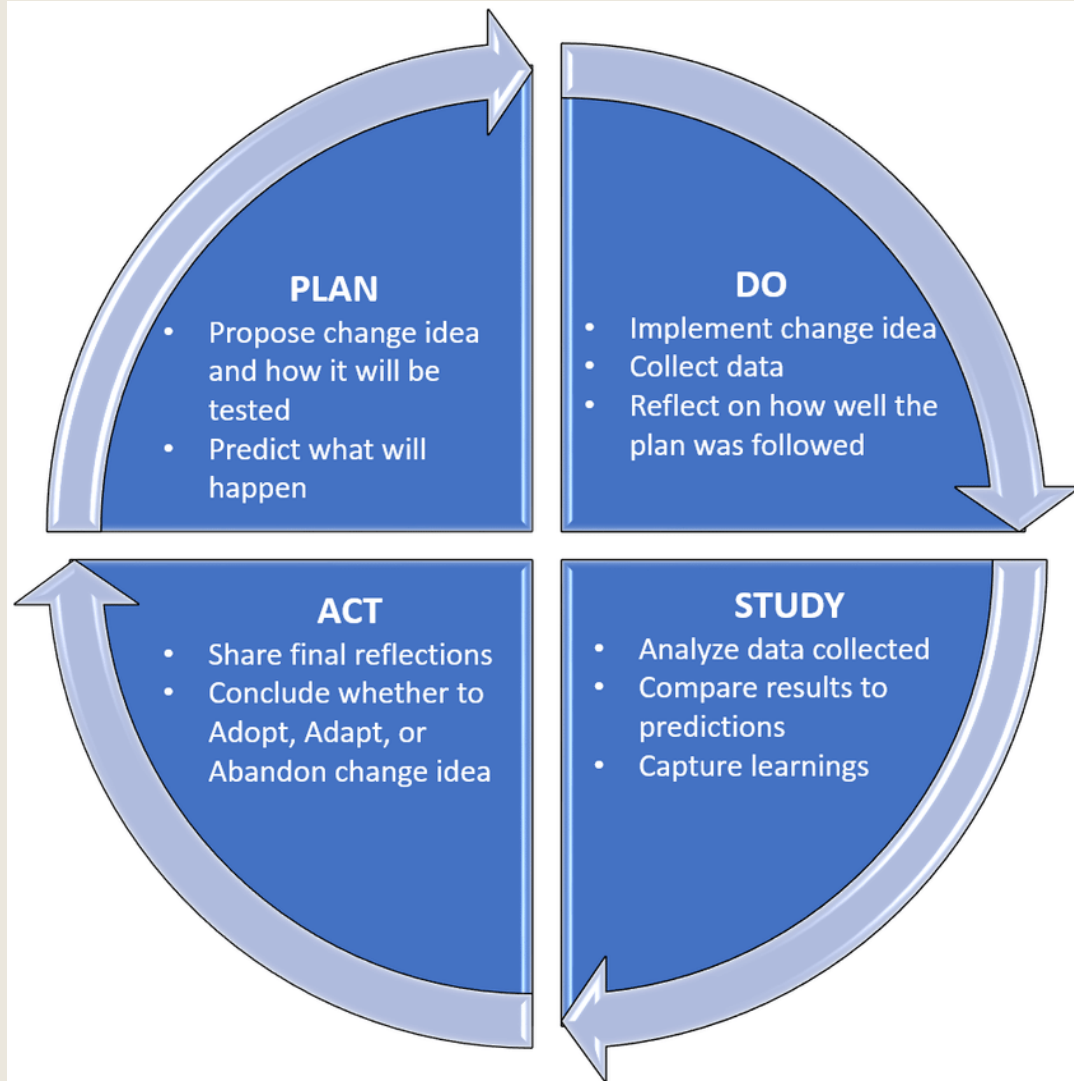 PLAN
• Propose change idea
and how it will be
tested
• Predict what will
happen
DO
• Implement change idea
• Collect data
• Reflect on how well the
plan was followed
ACT
• Share final reflections
• Conclude whether to
Adopt, Adapt, or
Abandon change idea
STUDY
• Analyze data collected
• Compare results to
predictions
• Capture learnings